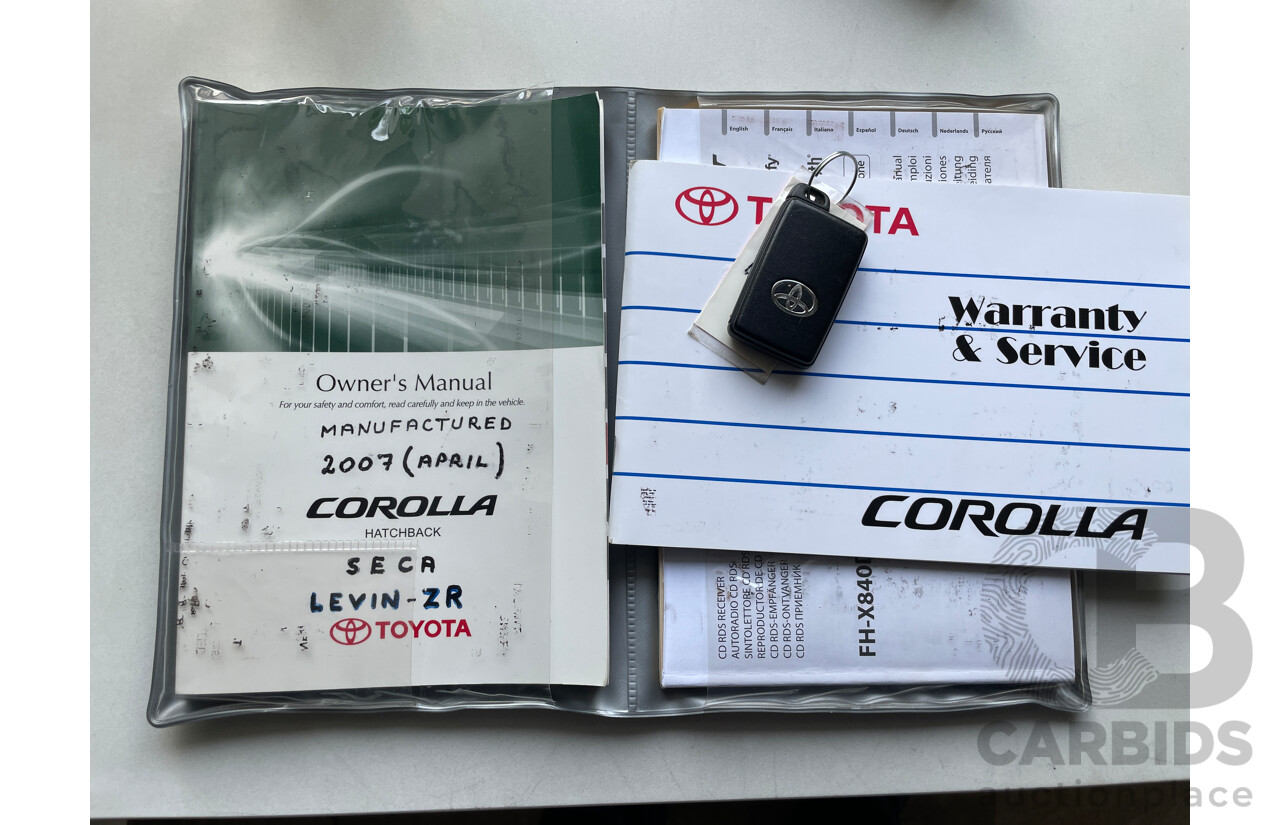 Owner's Manual
For your safety and comfort, read carefully and keep in the vehicle.
MANUFACTURED
2007 (APRIL)
COROLLA
HATCHBACK
SECA
LEVIN-ZR
TOYOTA
English Français Italiano Español Deutsch Nederlands Русский
TOYOTA
Warranty
& Service
COROLLA
CD RDS RECEIVER
AUTORADIO CD RDS
SINTOLETTORE CD RDS
REPRODUCTOR DE CD
CD RDS-EMPFÄNGER
CD RDS-ONTVANGER
CD RDS ПРИЕМНИК
FH-X840
CARBIDS
auctionplace